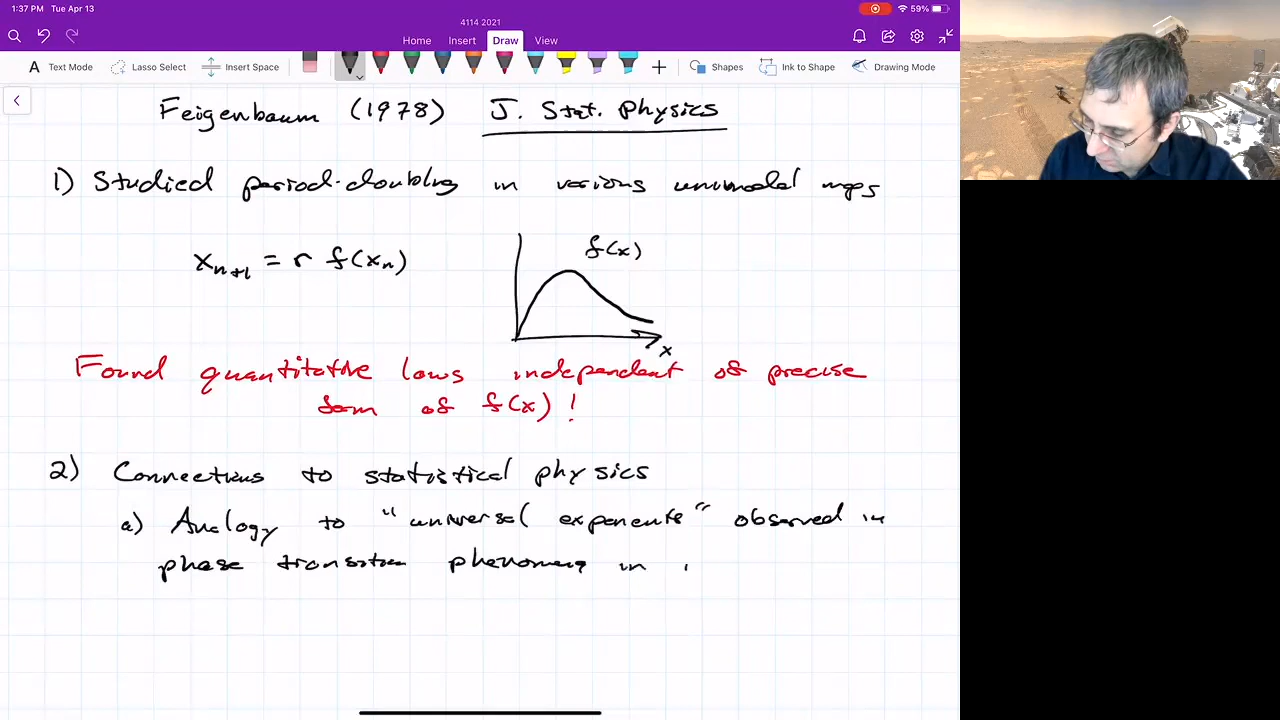 1:37 PM Tue Apr 13
59%
4114 2021
Home Insert Draw View
Text Mode Lasso Select Insert Space Shapes Ink to Shape Drawing Mode
Feigenbaum (1978) J. Stat. Physics
1) Studied period-doubling in various unimodal maps
xₙ₊₁ = r f(xₙ)
f(x)
x
Found quantitative laws independent of precise
form of f(x) !
2) Connections to statistical physics
a) Analogy to "universal exponents" observed in
phase transition phenomena in